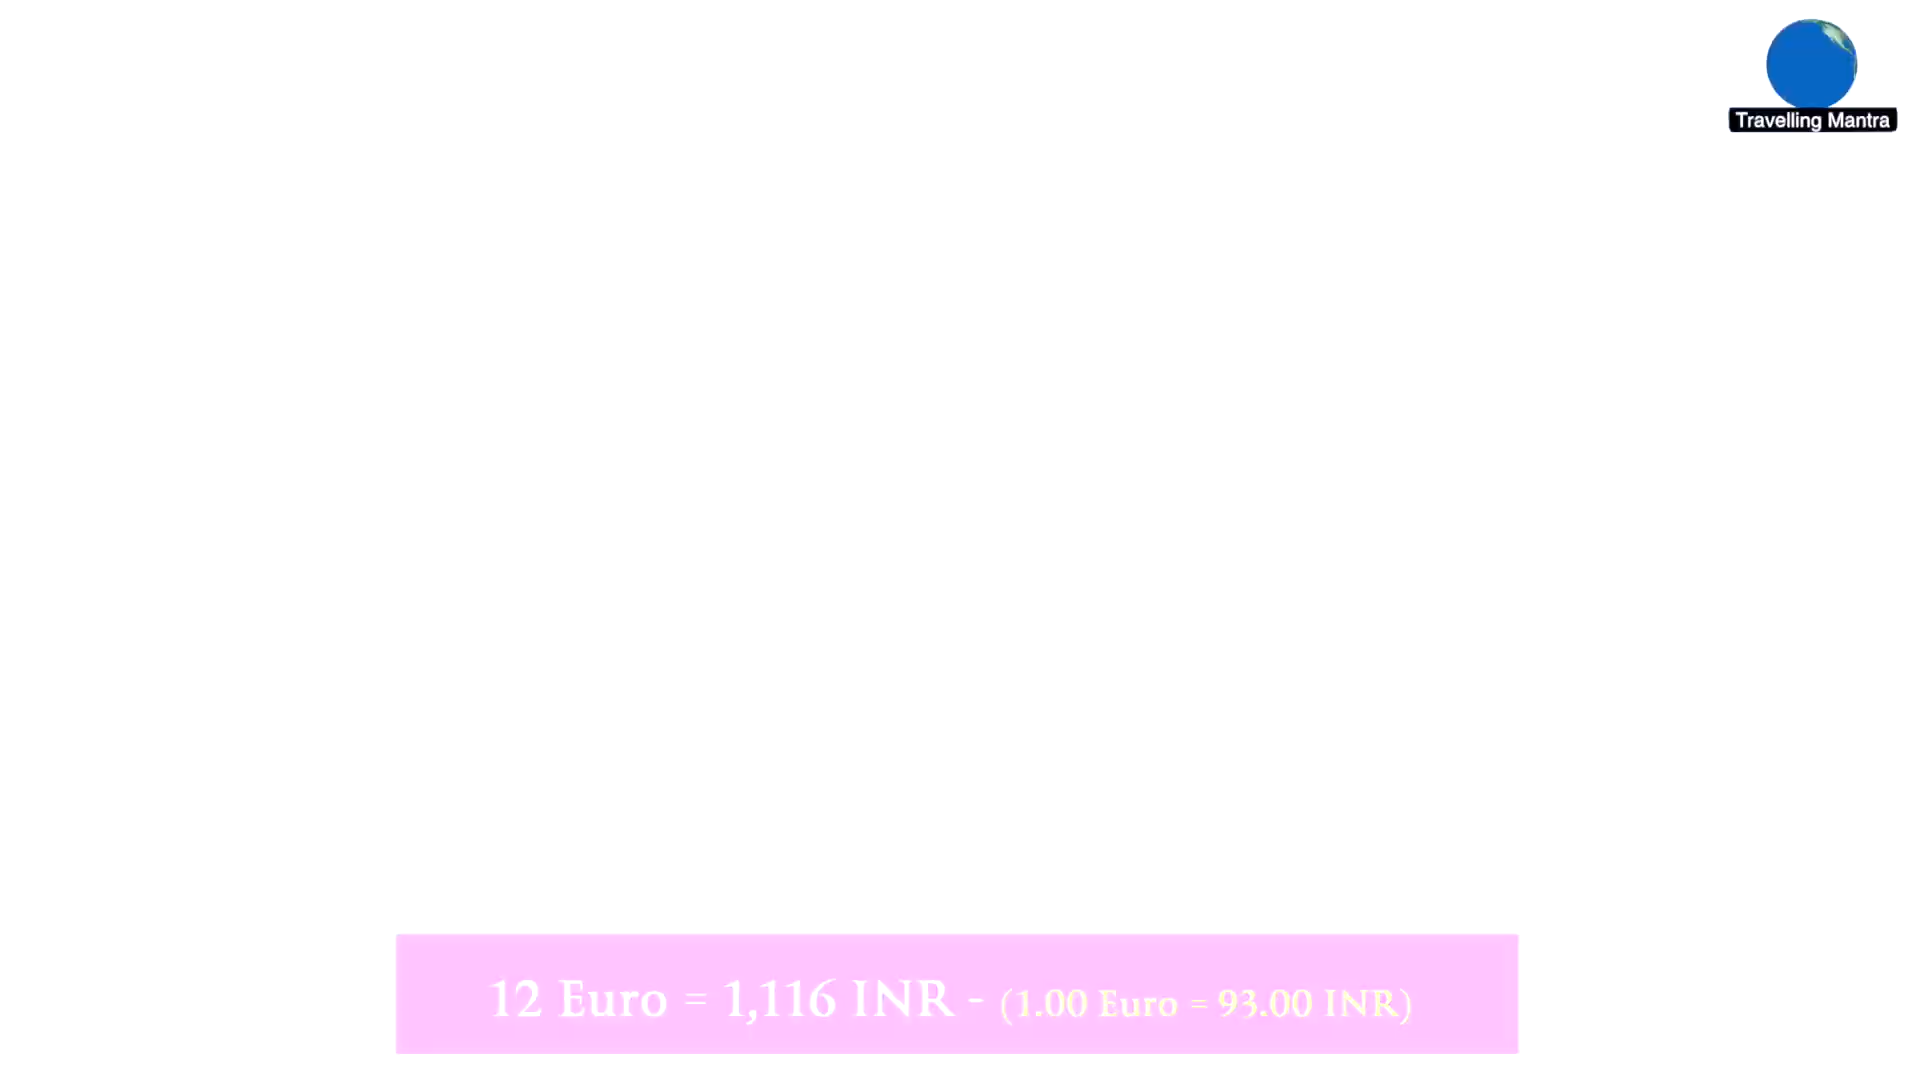 Travelling Mantra
12 Euro = 1,116 INR - (1.00 Euro = 93.00 INR)